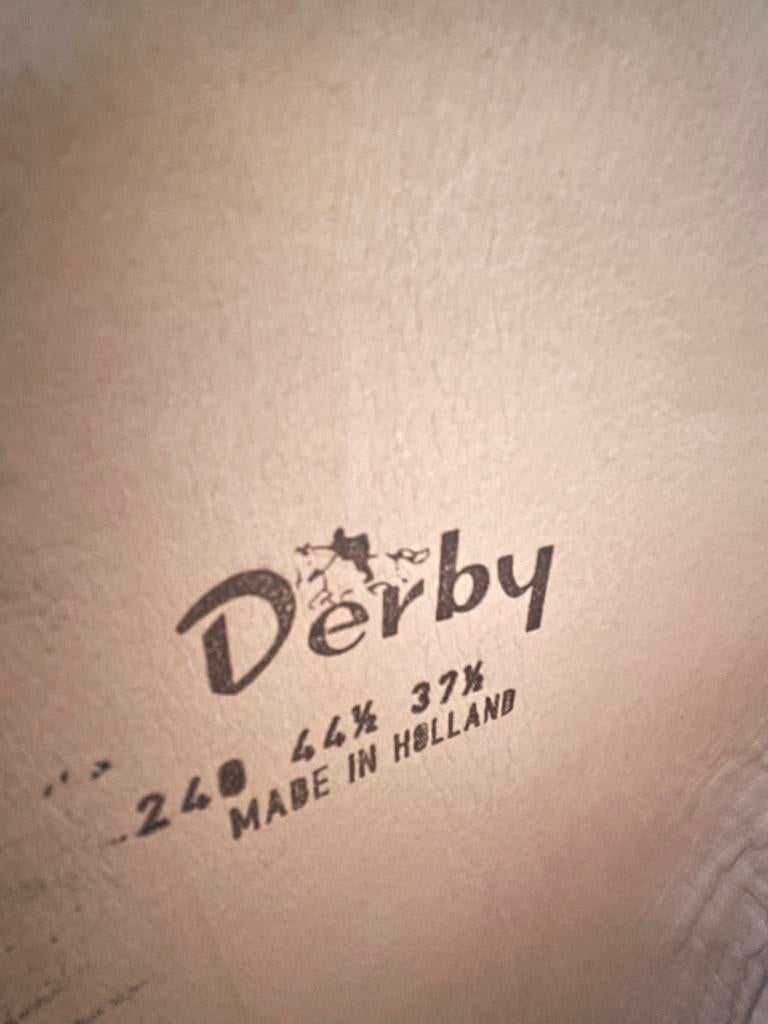 Derby
240 44½ 37½
MADE IN HOLLAND